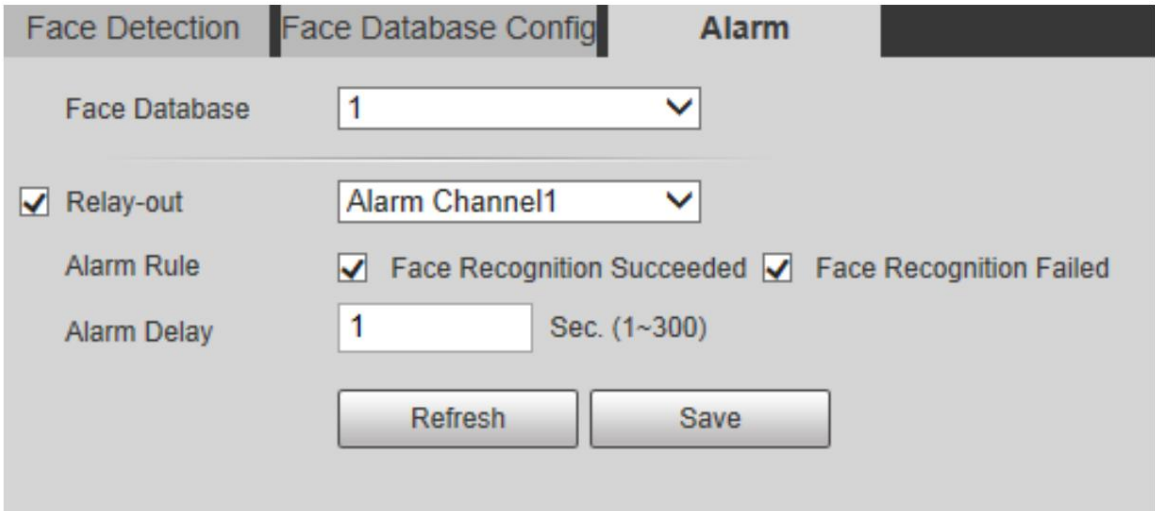 Face Detection Face Database Config Alarm
Face Database 1
Relay-out Alarm Channel1
Alarm Rule Face Recognition Succeeded Face Recognition Failed
Alarm Delay 1 Sec. (1~300)
Refresh Save